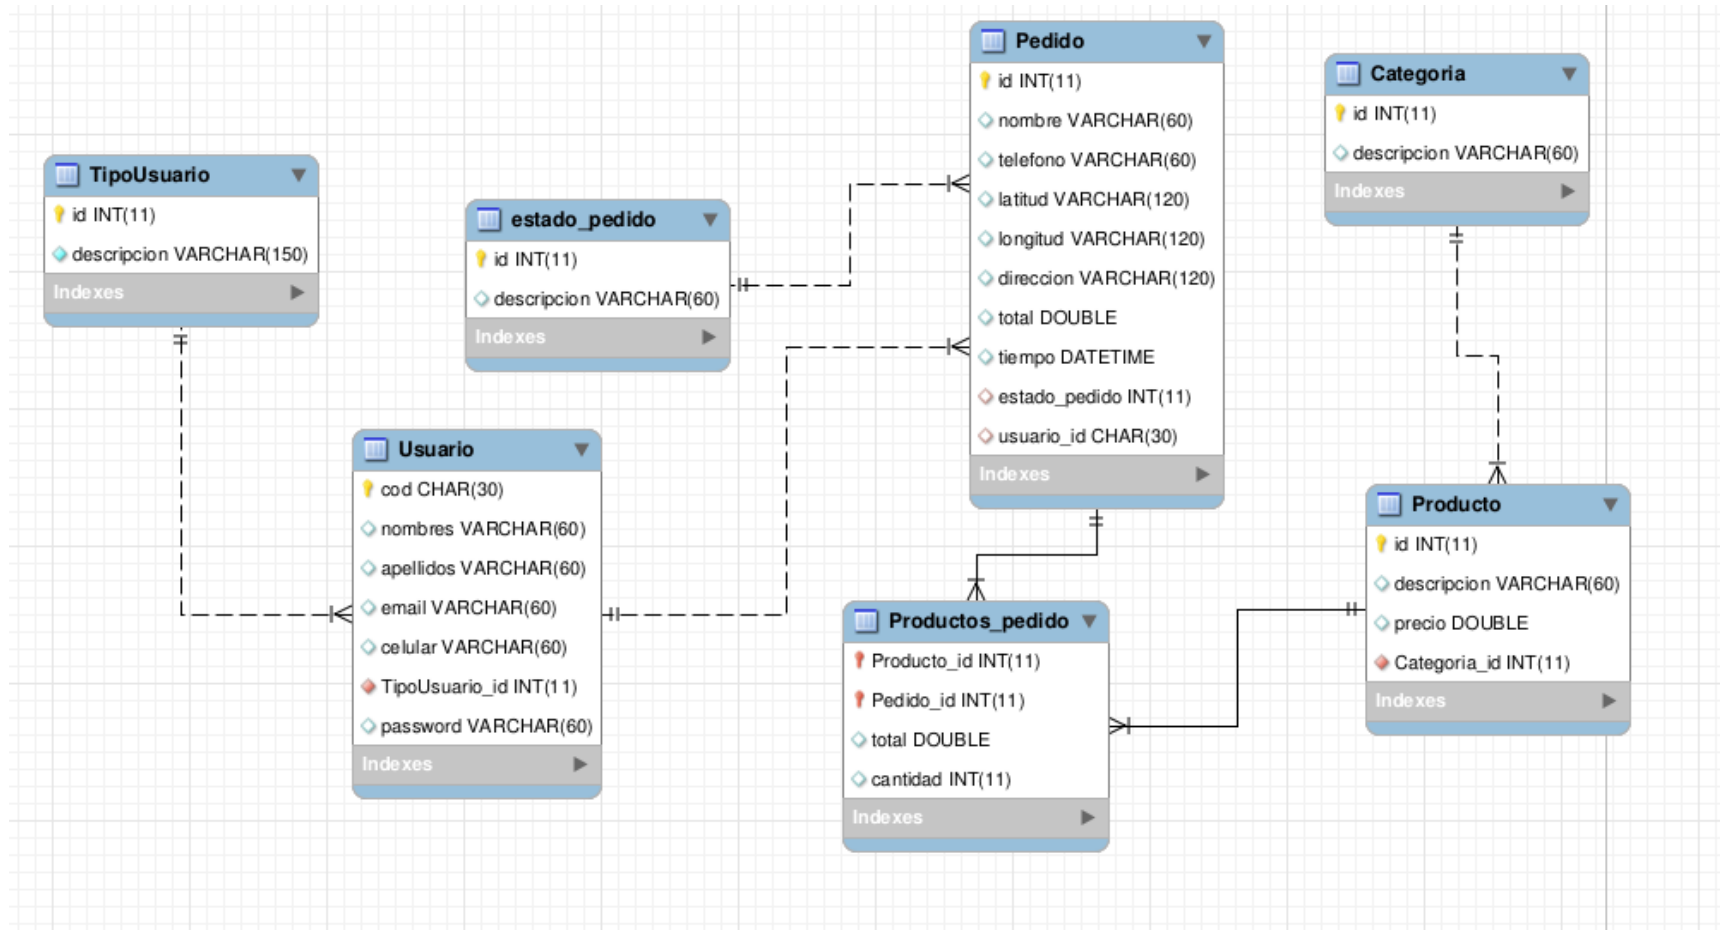 TipoUsuario
id INT(11)
descripcion VARCHAR(150)
Indexes
estado_pedido
id INT(11)
descripcion VARCHAR(60)
Indexes
Usuario
cod CHAR(30)
nombres VARCHAR(60)
apellidos VARCHAR(60)
email VARCHAR(60)
celular VARCHAR(60)
TipoUsuario_id INT(11)
password VARCHAR(60)
Indexes
Pedido
id INT(11)
nombre VARCHAR(60)
telefono VARCHAR(60)
latitud VARCHAR(120)
longitud VARCHAR(120)
direccion VARCHAR(120)
total DOUBLE
tiempo DATETIME
estado_pedido INT(11)
usuario_id CHAR(30)
Indexes
Productos_pedido
Producto_id INT(11)
Pedido_id INT(11)
total DOUBLE
cantidad INT(11)
Indexes
Categoria
id INT(11)
descripcion VARCHAR(60)
Indexes
Producto
id INT(11)
descripcion VARCHAR(60)
precio DOUBLE
Categoria_id INT(11)
Indexes